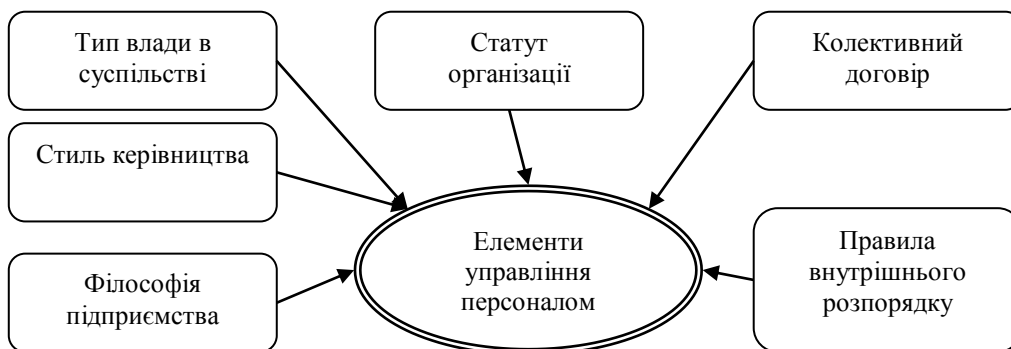 Тип влади в
суспільстві
Статут
організації
Колективний
договір
Стиль керівництва
Філософія
підприємства
Елементи
управління
персоналом
Правила
внутрішнього
розпорядку